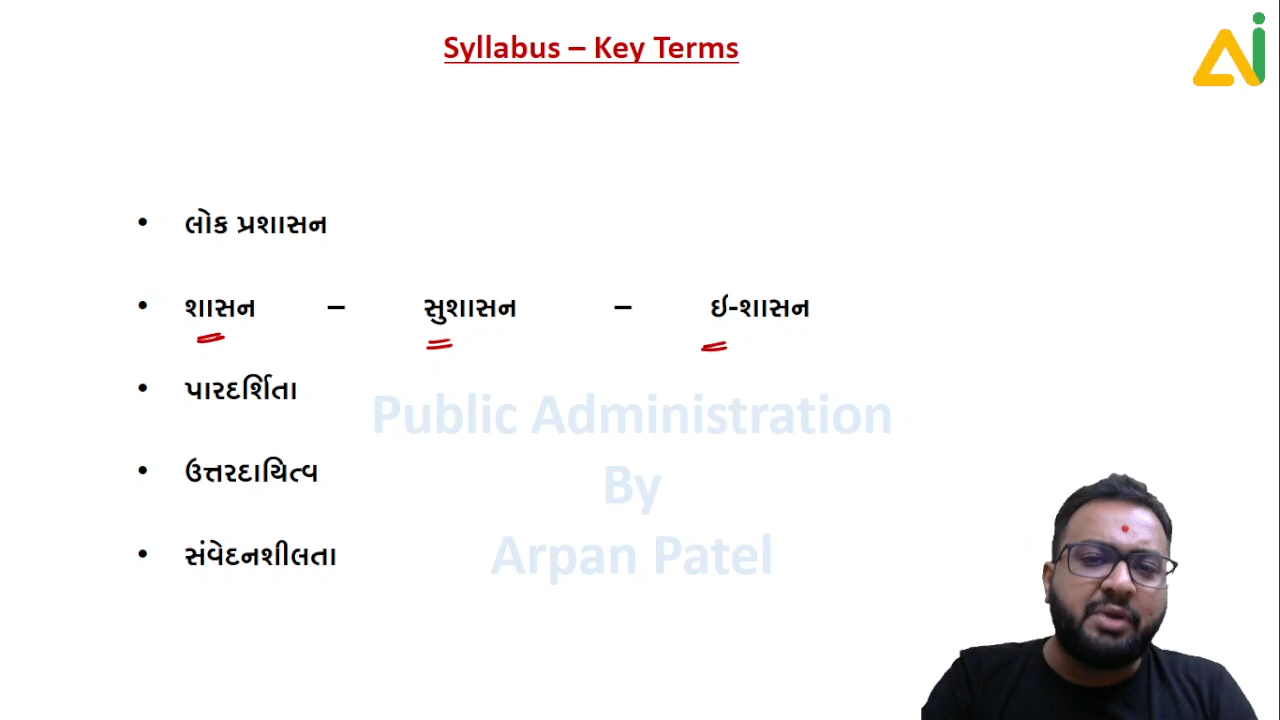 Syllabus – Key Terms
• લોક પ્રશાસન
• શાસન – સુશાસન – ઇ-શાસન
• પારદર્શિતા
Public Administration
• ઉત્તરદાયિત્વ
By
• સંવેદનશીલતા
Arpan Patel